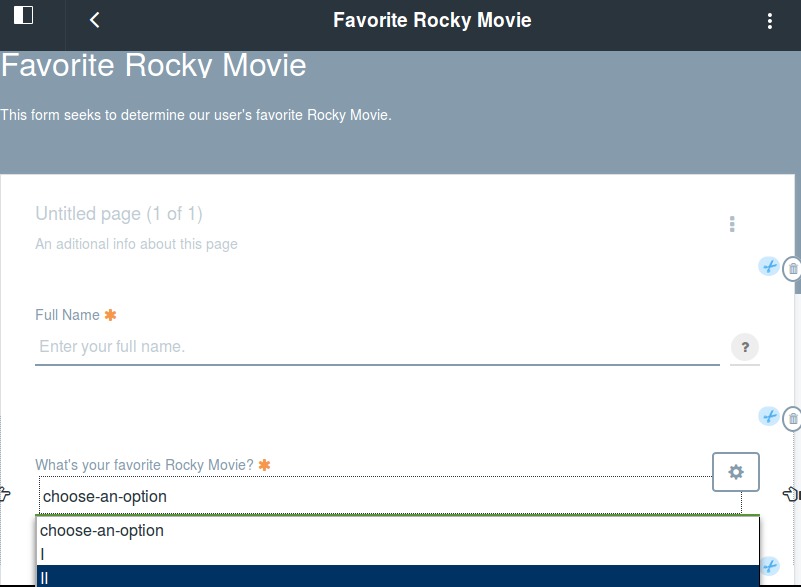 Favorite Rocky Movie
Favorite Rocky Movie
This form seeks to determine our user's favorite Rocky Movie.
Untitled page (1 of 1)
An aditional info about this page
Full Name ✱
Enter your full name.
?
What's your favorite Rocky Movie? ✱
choose-an-option
choose-an-option
I
II